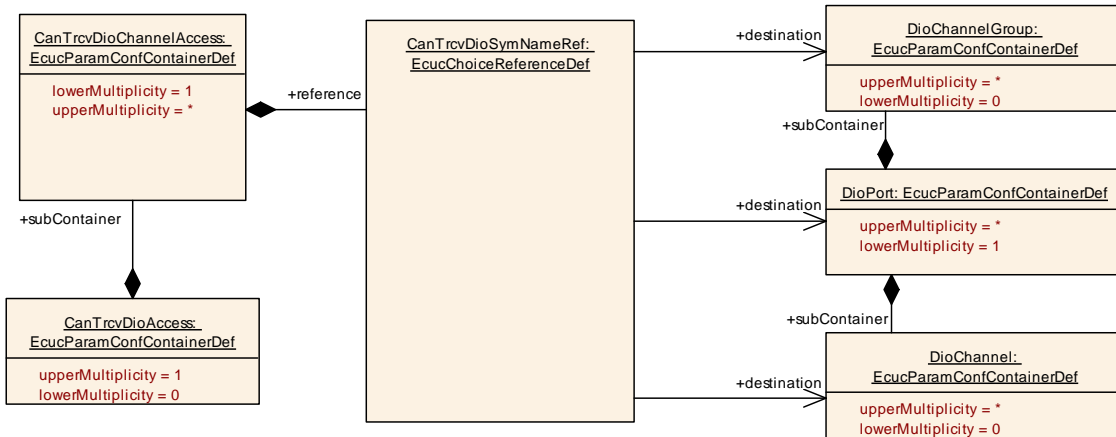 CanTrcvDioChannelAccess:
EcucParamConfContainerDef
lowerMultiplicity = 1
upperMultiplicity = *
+reference
+subContainer
CanTrcvDioAccess:
EcucParamConfContainerDef
upperMultiplicity = 1
lowerMultiplicity = 0
CanTrcvDioSymNameRef:
EcucChoiceReferenceDef
+destination
+destination
+destination
DioChannelGroup:
EcucParamConfContainerDef
upperMultiplicity = *
lowerMultiplicity = 0
+subContainer
DioPort: EcucParamConfContainerDef
upperMultiplicity = *
lowerMultiplicity = 1
+subContainer
DioChannel:
EcucParamConfContainerDef
upperMultiplicity = *
lowerMultiplicity = 0